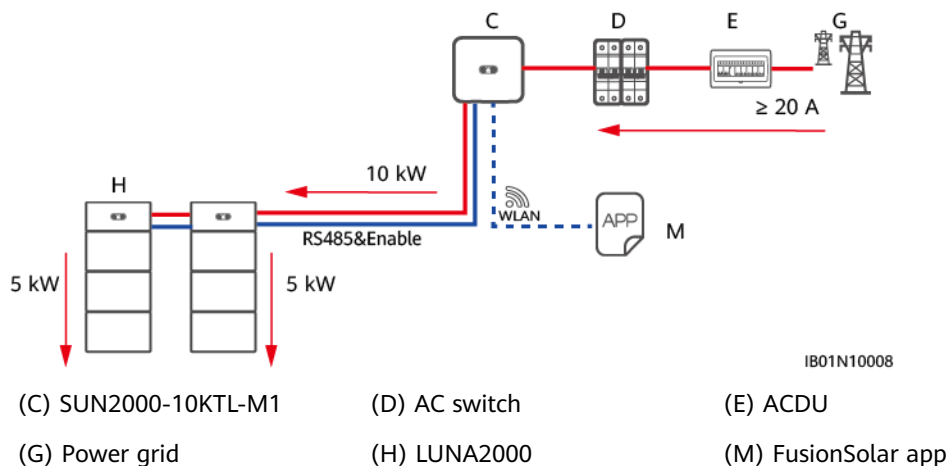 C D E G
≥ 20 A
10 kW
H
WLAN
APP
M
RS485&Enable
5 kW 5 kW
IB01N10008
(C) SUN2000-10KTL-M1 (D) AC switch (E) ACDU
(G) Power grid (H) LUNA2000 (M) FusionSolar app